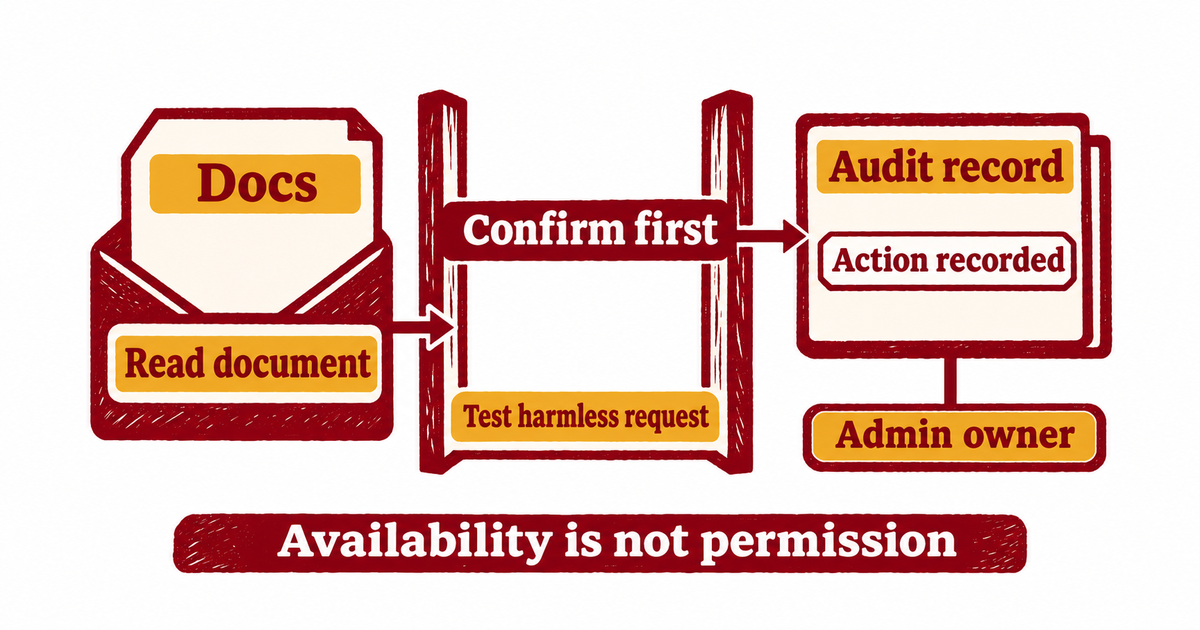 Docs
Read document
Confirm first
Test harmless request
Audit record
Action recorded
Admin owner
Availability is not permission